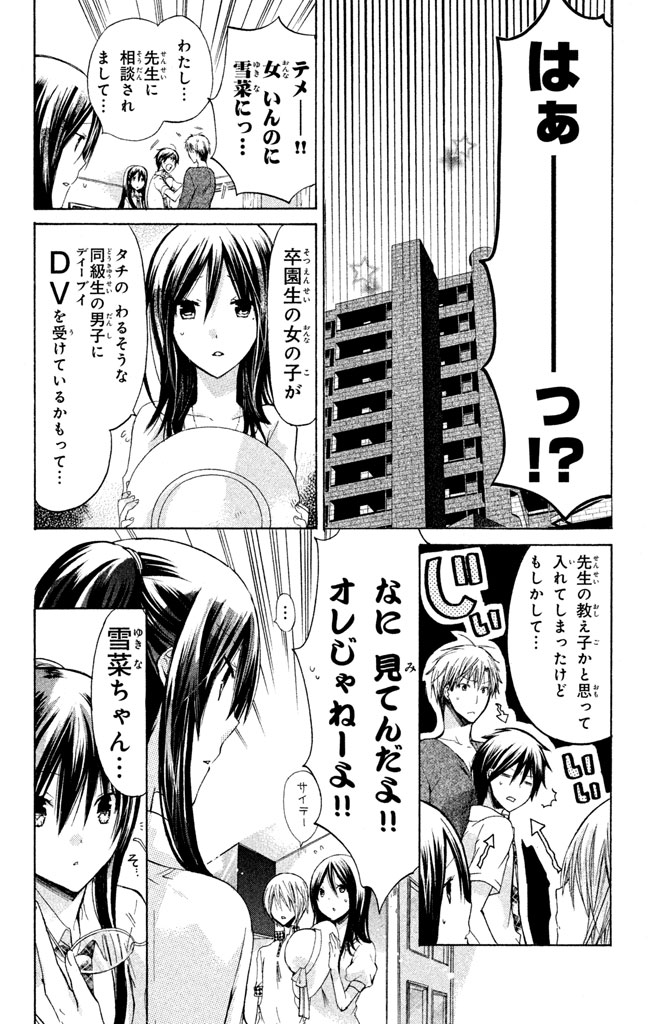 はぁ――――っ!?
テメ――!!
女いんのに
雪菜にっ…
わたし…
先生に
相談され
まして…
卒園生の女の子が
タチの わるそうな
同級生の男子に
DVを受けているかもって…
先生の教え子かと思って
入れてしまったけど
もしかして…
じぃぃ
いい
なに 見てんだよ!!
オレじゃねーよ!!
…
サイテー
雪菜ちゃん…
そ…